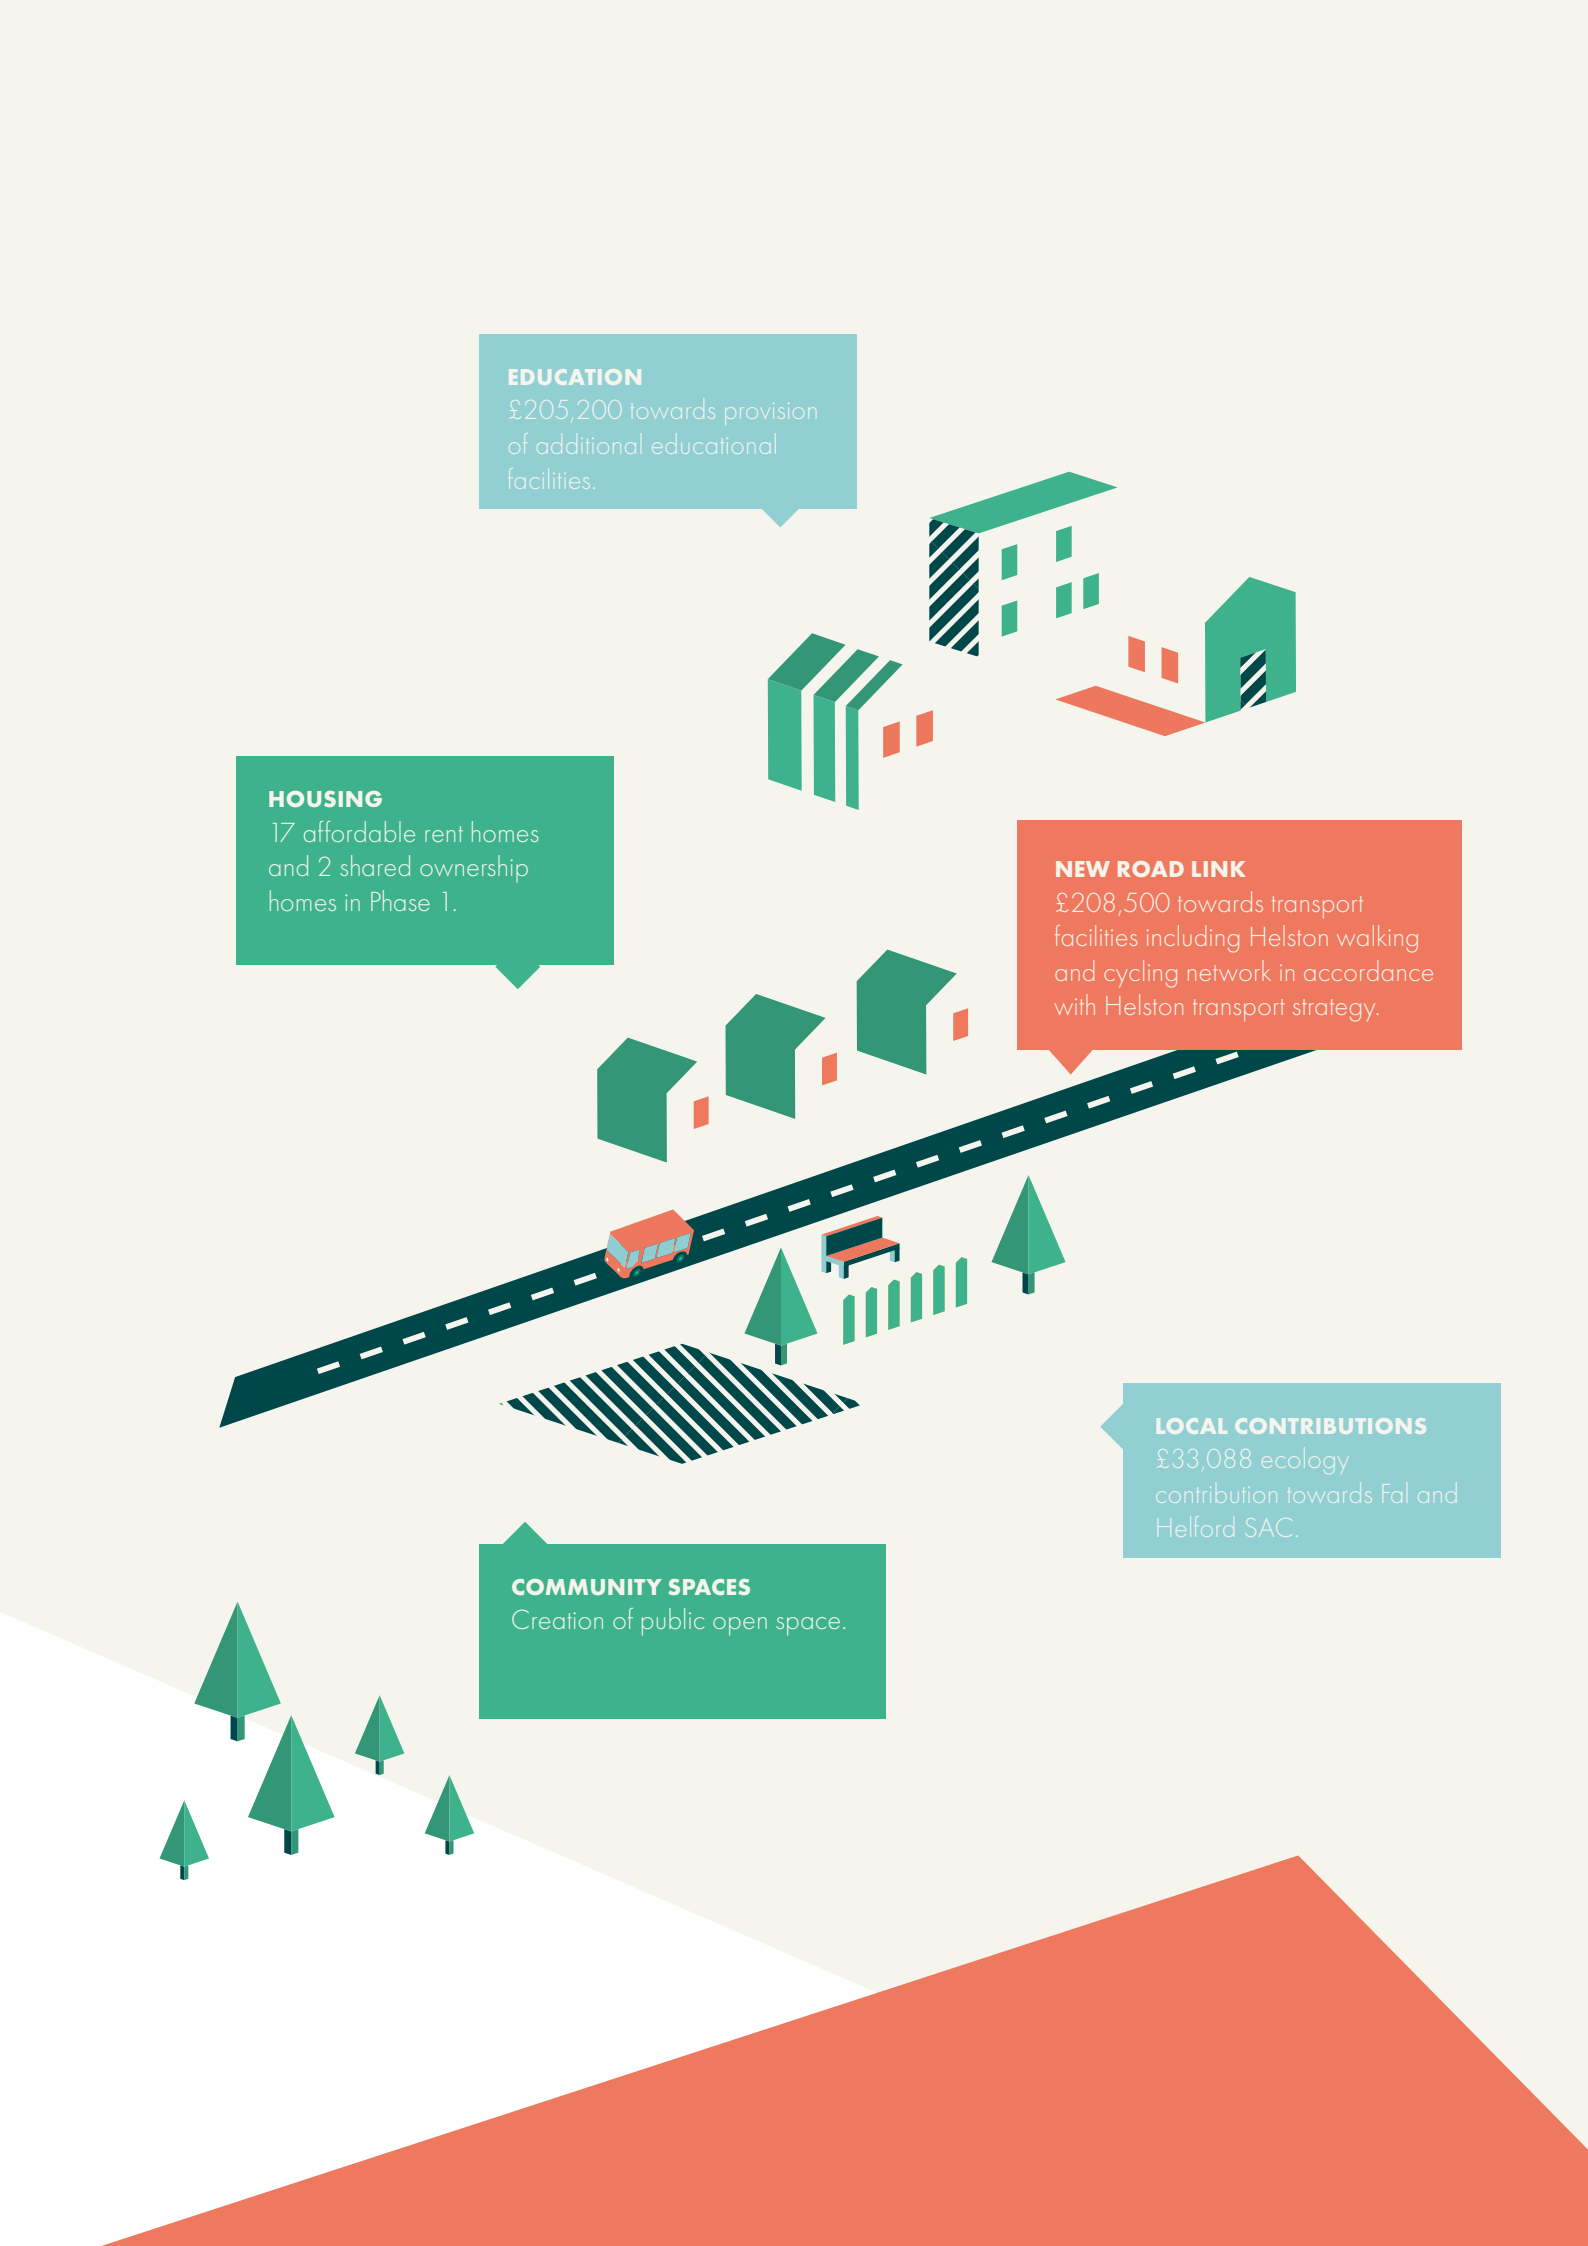 EDUCATION
£205,200 towards provision
of additional educational
facilities.
HOUSING
17 affordable rent homes
and 2 shared ownership
homes in Phase 1.
NEW ROAD LINK
£208,500 towards transport
facilities including Helston walking
and cycling network in accordance
with Helston transport strategy.
LOCAL CONTRIBUTIONS
£33,088 ecology
contribution towards Fal and
Helford SAC.
COMMUNITY SPACES
Creation of public open space.